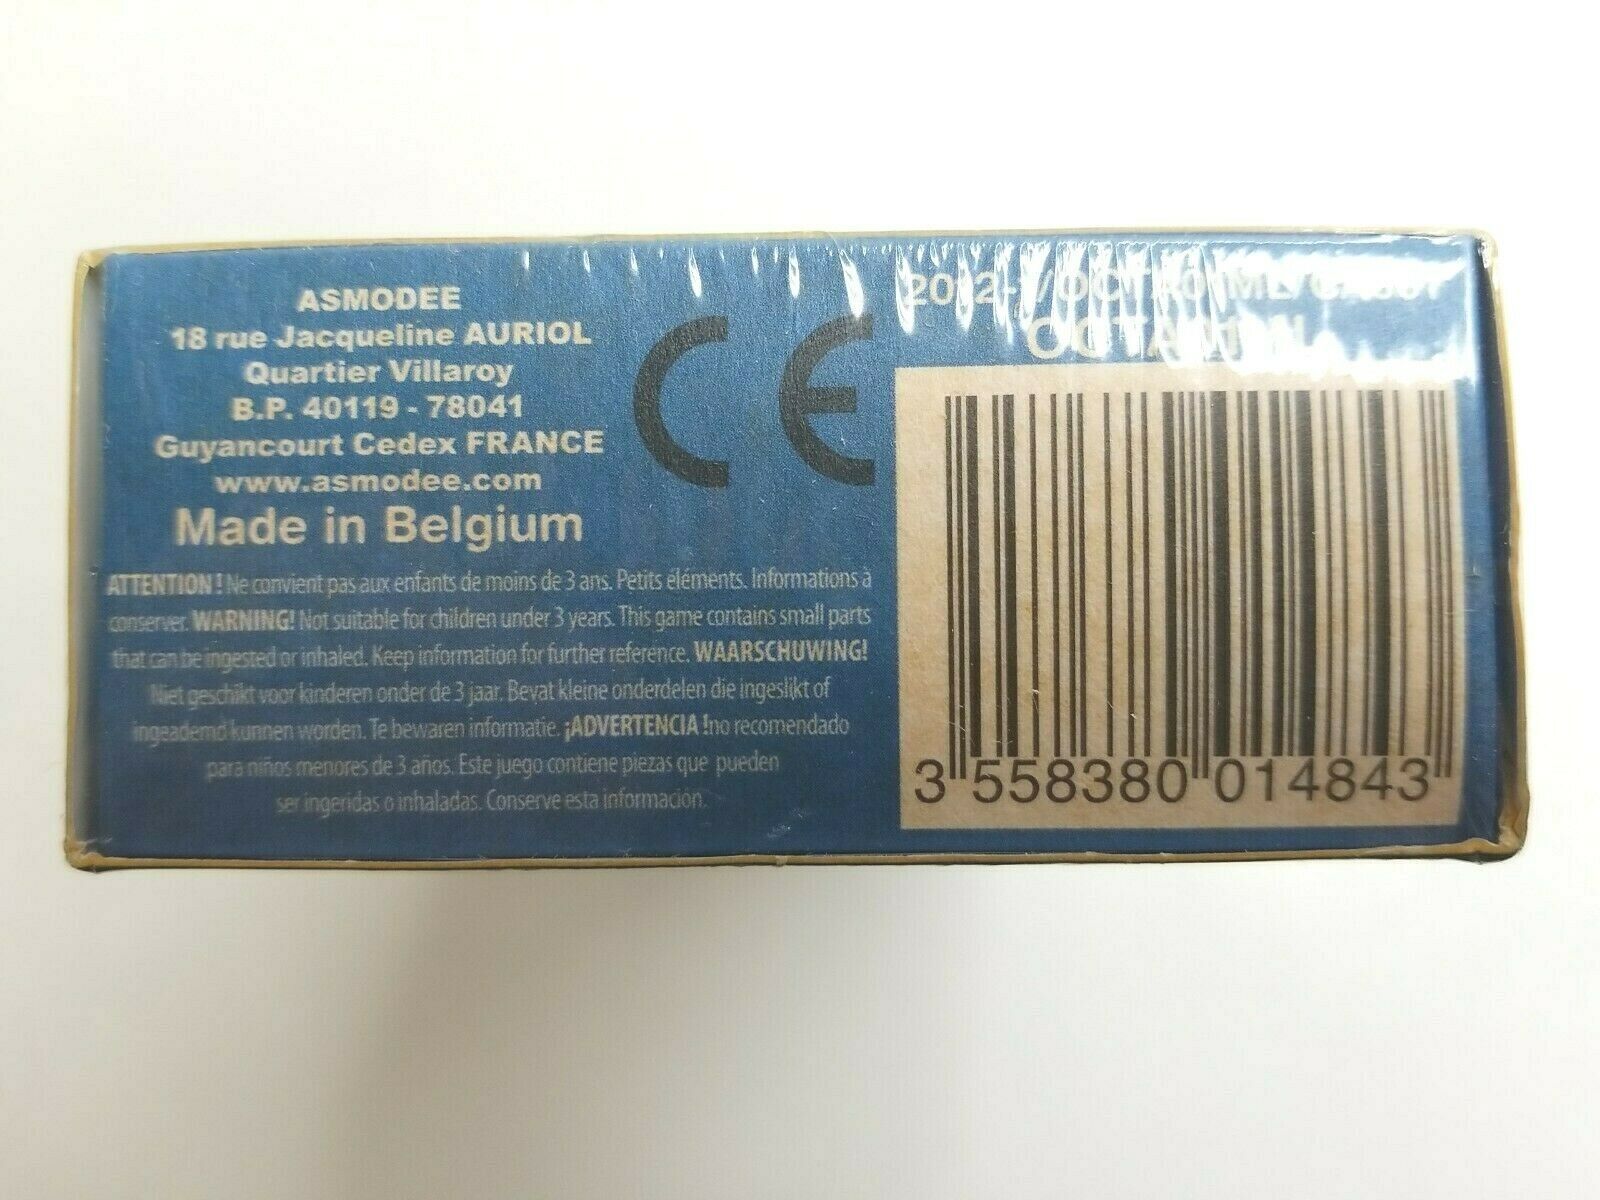 ASMODEE
18 rue Jacqueline AURIOL
Quartier Villaroy
B.P. 40119 - 78041
Guyancourt Cedex FRANCE
www.asmodee.com
Made in Belgium
ATTENTION ! Ne convient pas aux enfants de moins de 3 ans. Petits éléments. Informations à
conserver. WARNING! Not suitable for children under 3 years. This game contains small parts
that can be ingested or inhaled. Keep information for further reference. WAARSCHUWING!
Niet geschikt voor kinderen onder de 3 jaar. Bevat kleine onderdelen die ingeslijkt of
ingeademd kunnen worden. Te bewaren informatie. ¡ADVERTENCIA !no recomendado
para niños menores de 3 años. Este juego contiene piezas que pueden
ser ingeridas o inhaladas. Conserve esta información.
CE
3 558380 014843